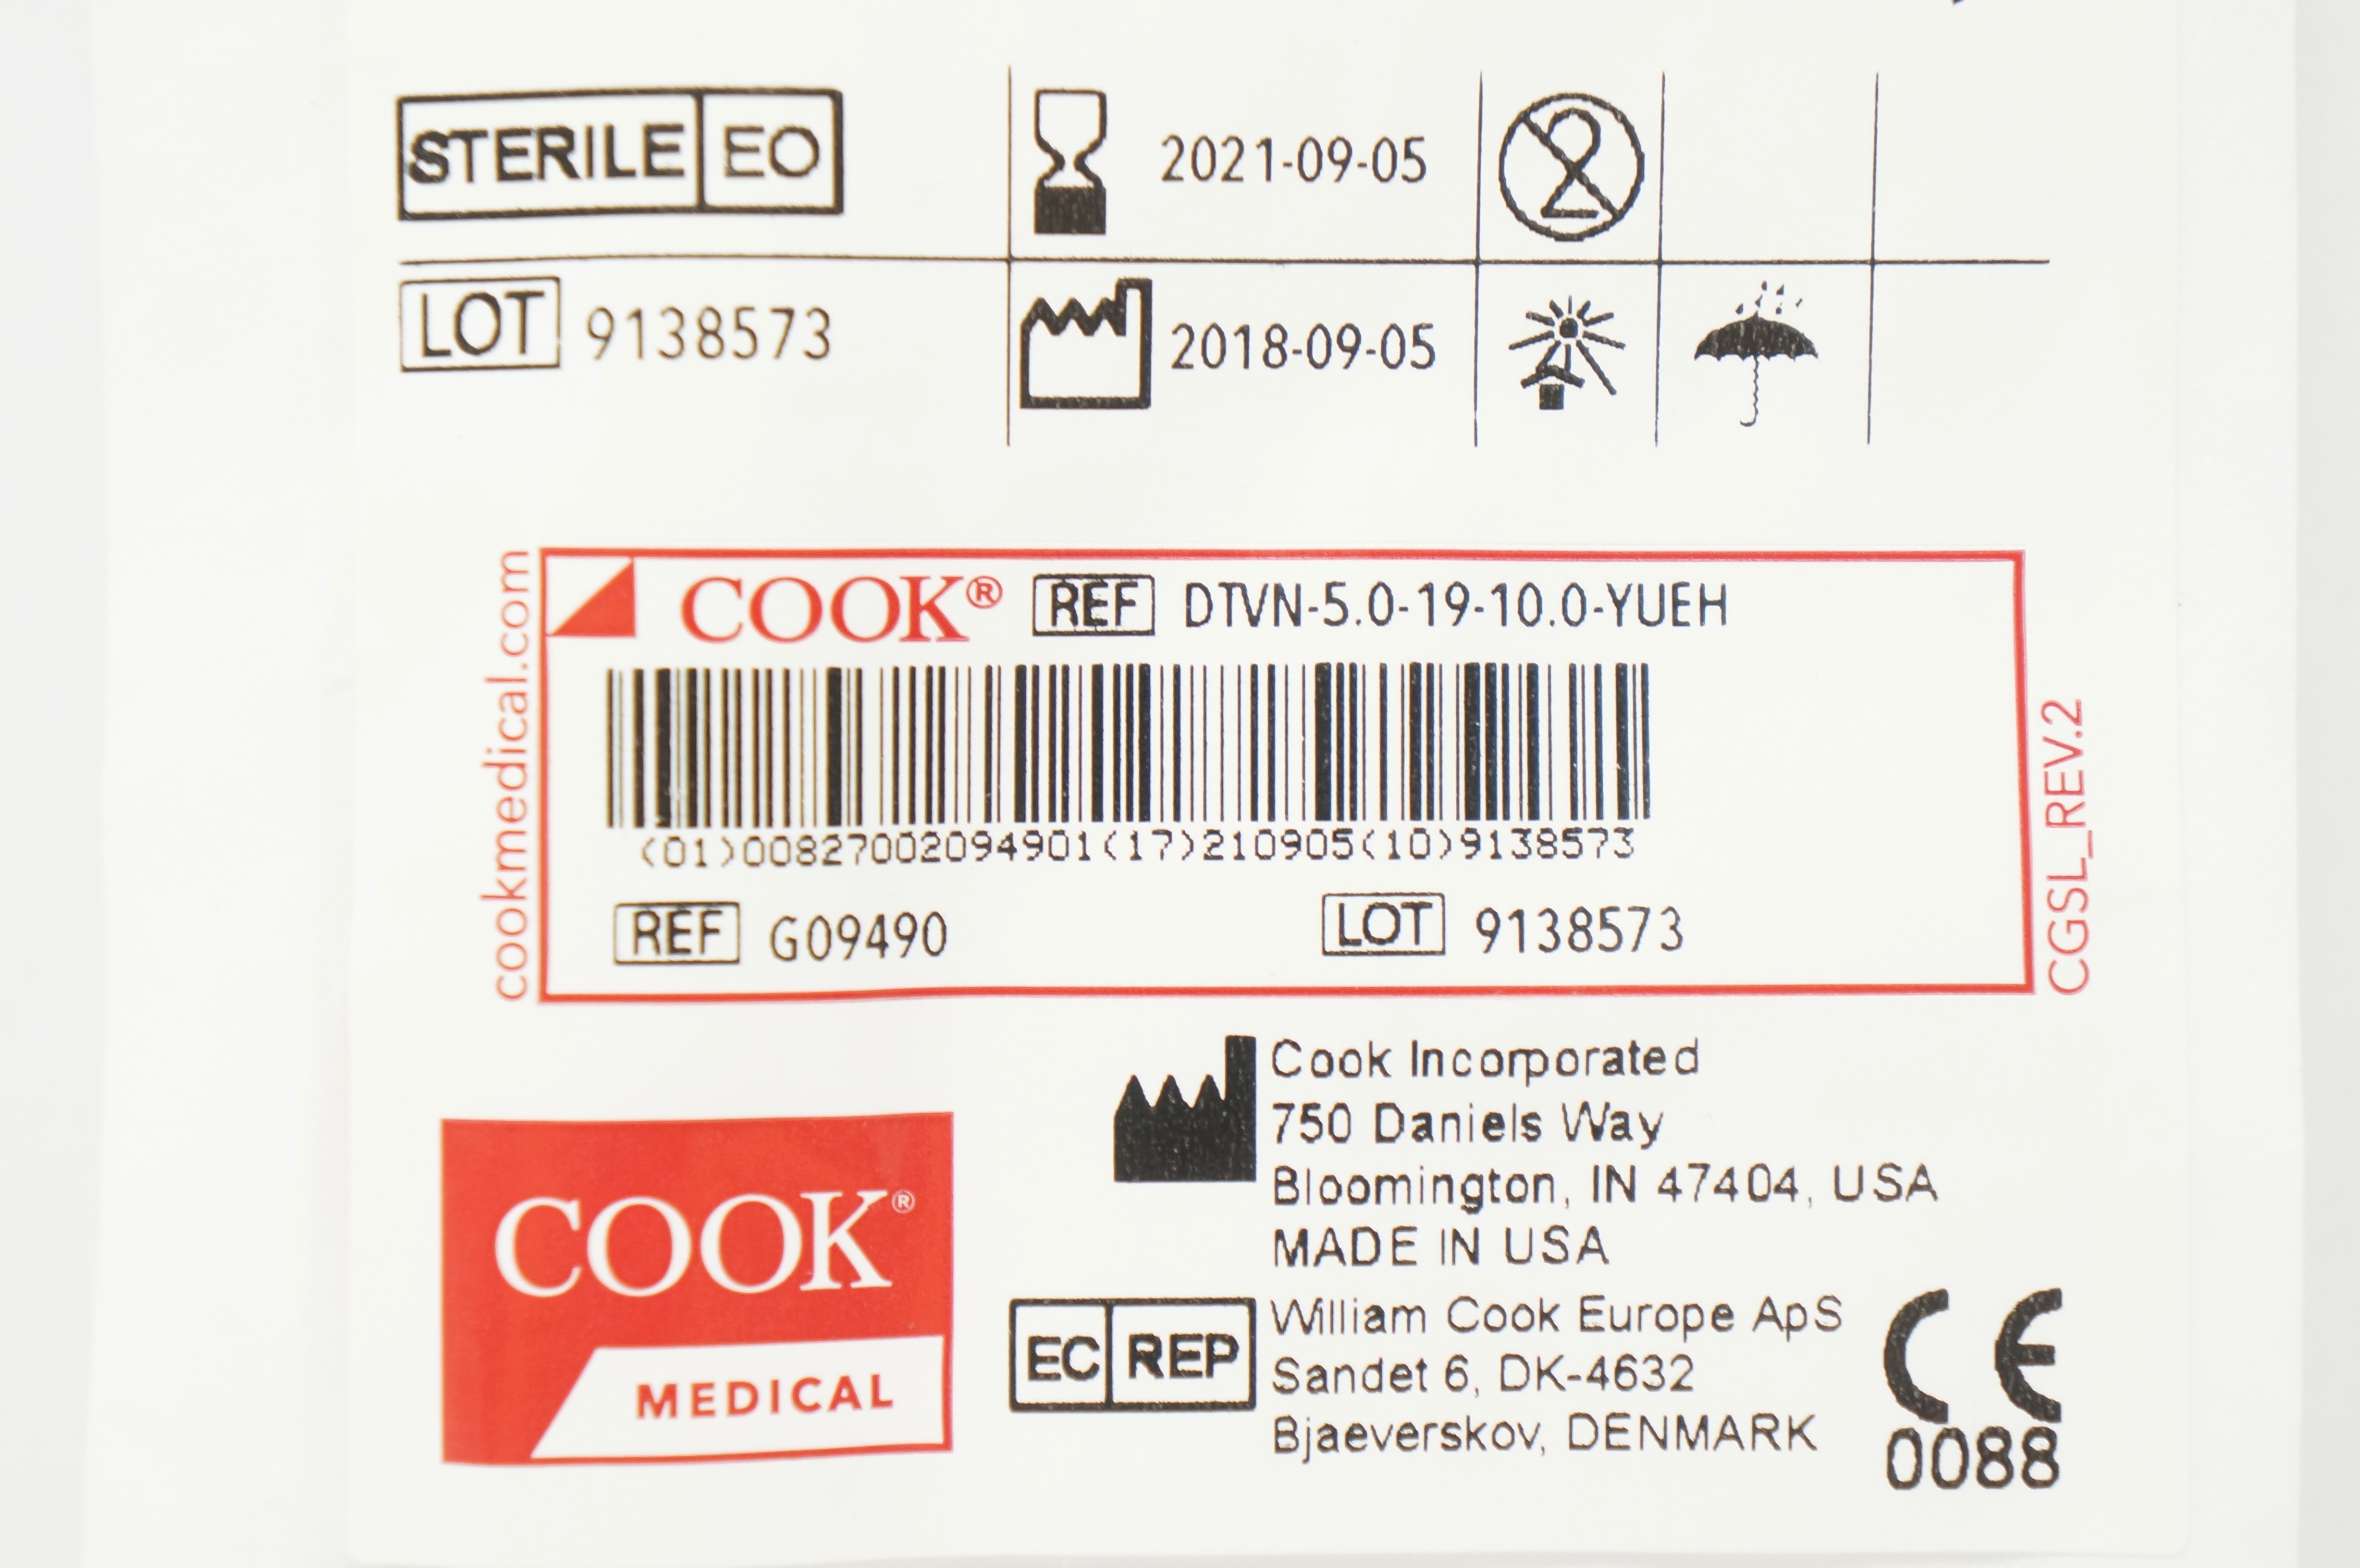 STERILE EO 2021-09-05
LOT 9138573 2018-09-05
cookmedical.com
COOK® REF DTVN-5.0-19-10.0-YUEH
(01)00827002094901(17)210905(10)9138573
REF G09490 LOT 9138573
CGSL_REV.2
Cook Incorporated
750 Daniels Way
Bloomington, IN 47404, USA
MADE IN USA
COOK®
MEDICAL
EC REP William Cook Europe ApS
Sandet 6, DK-4632
Bjaeverskov, DENMARK
CE
0088